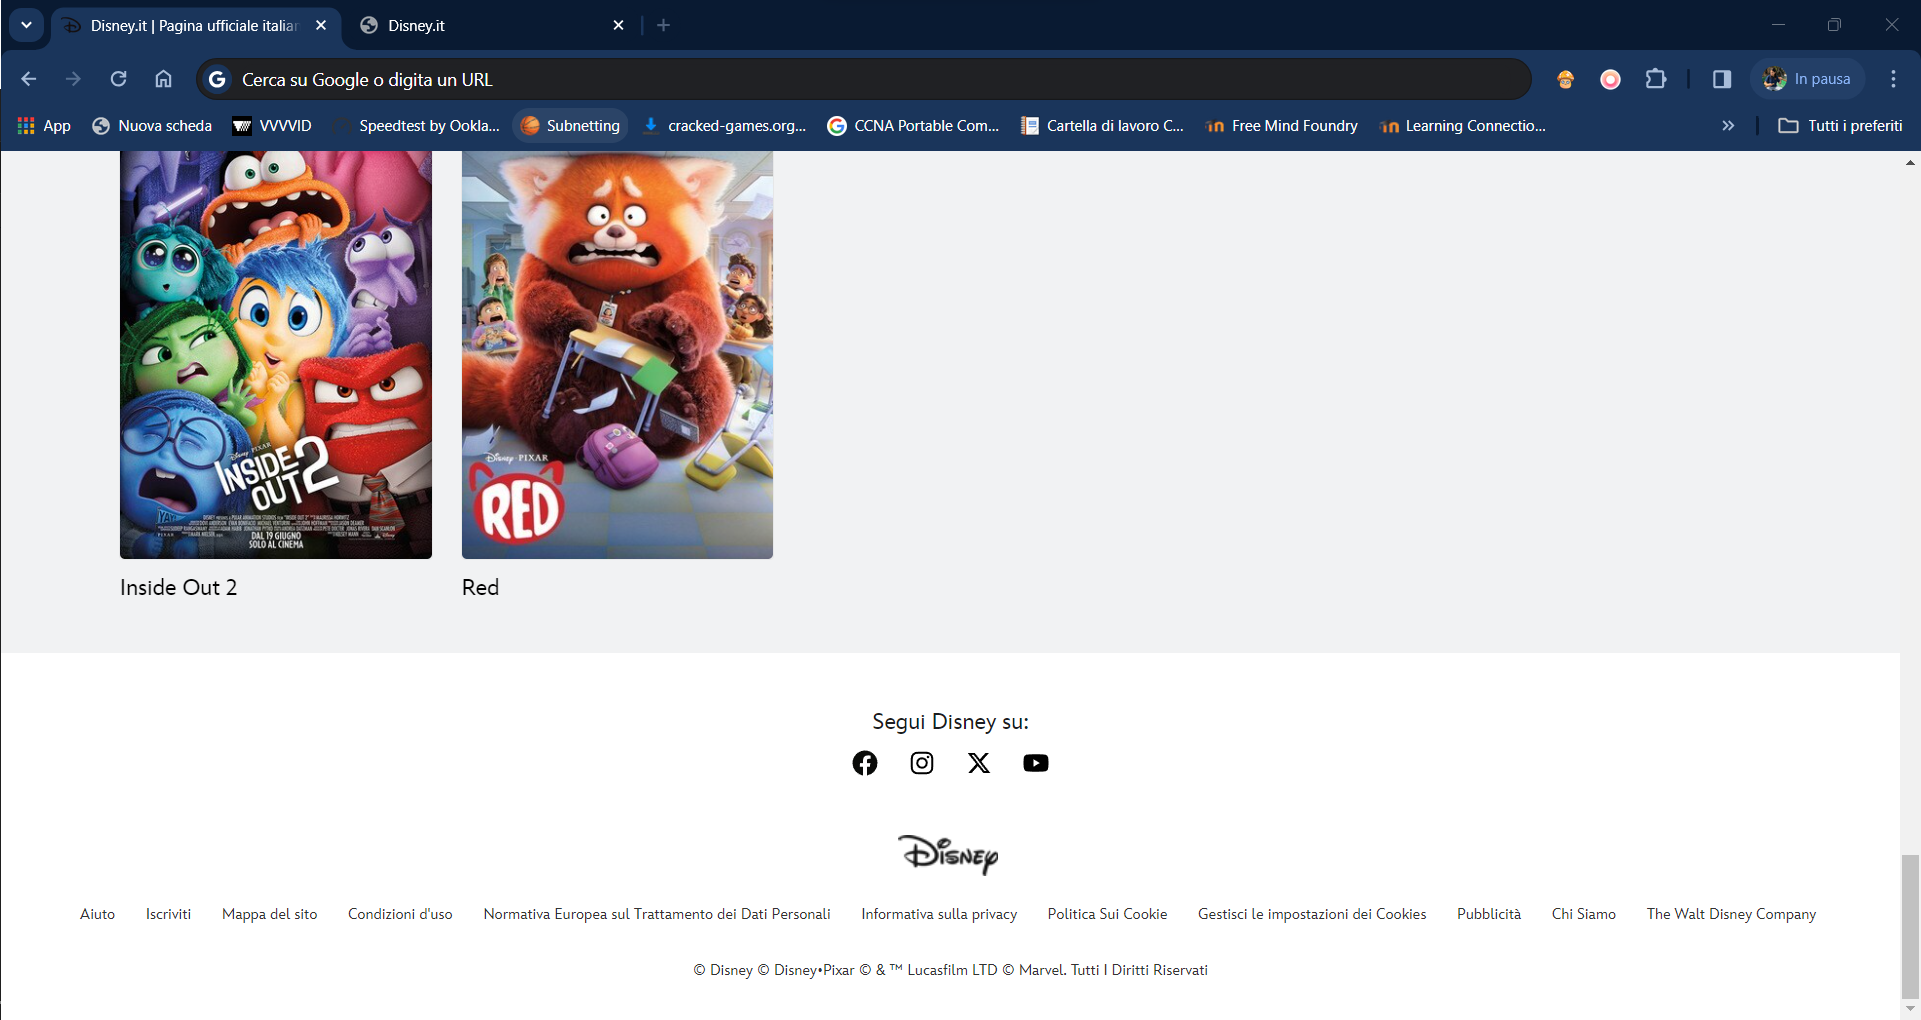 Disney.it | Pagina ufficiale italian
Disney.it
Cerca su Google o digita un URL
In pausa
App
Nuova scheda
VVVVID
Speedtest by Ookla...
Subnetting
cracked-games.org...
CCNA Portable Com...
Cartella di lavoro C...
Free Mind Foundry
Learning Connectio...
Tutti i preferiti
Disney PIXAR
INSIDE
OUT 2
DAL 19 GIUGNO
SOLO AL CINEMA
Disney · PIXAR
RED
Inside Out 2
Red
Segui Disney su:
Disney
Aiuto
Iscriviti
Mappa del sito
Condizioni d'uso
Normativa Europea sul Trattamento dei Dati Personali
Informativa sulla privacy
Politica Sui Cookie
Gestisci le impostazioni dei Cookies
Pubblicità
Chi Siamo
The Walt Disney Company
© Disney © Disney•Pixar © & ™ Lucasfilm LTD © Marvel. Tutti I Diritti Riservati